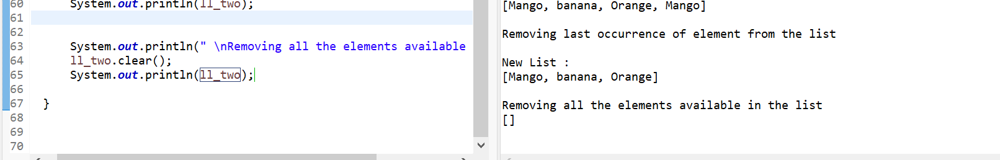 60 System.out.println(ll_two);
61
62
63 System.out.println(" \nRemoving all the elements available
64 ll_two.clear();
65 System.out.println(ll_two);
66
67 }
68
69
70
[Mango, banana, Orange, Mango]
Removing last occurrence of element from the list
New List :
[Mango, banana, Orange]
Removing all the elements available in the list
[]